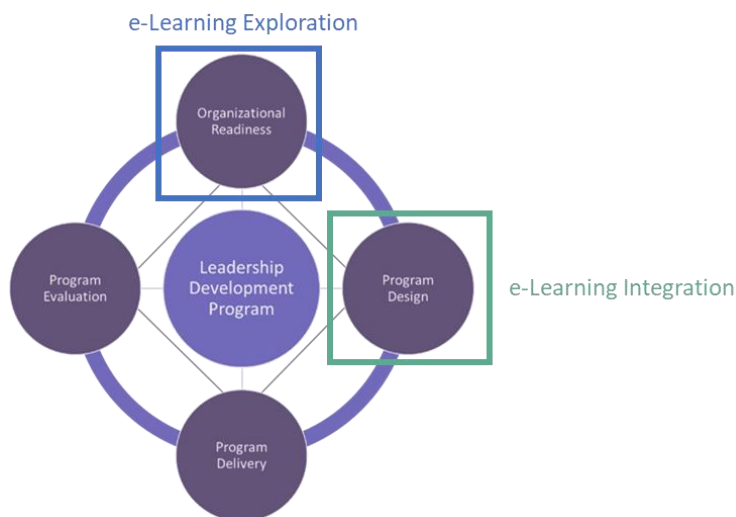 e-Learning Exploration
Organizational
Readiness
Program
Evaluation
Leadership
Development
Program
Program
Design
e-Learning Integration
Program
Delivery